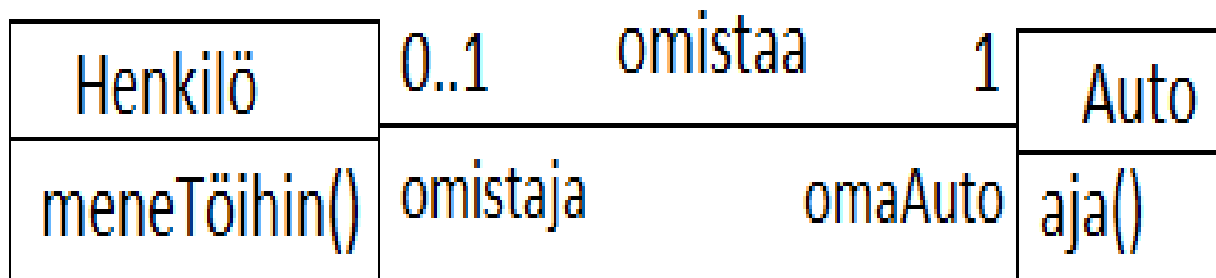 Henkilö
0..1 omistaa 1
Auto
meneTöihin()
omistaja omaAuto
aja()